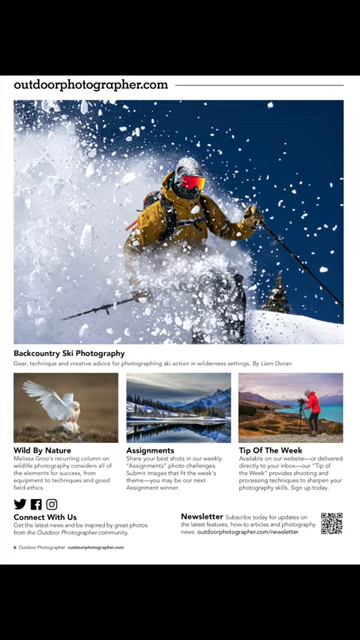 outdoorphotographer.com
Backcountry Ski Photography
Gear, technique and creative advice for photographing ski action in wilderness settings. By Liam Doran
Wild By Nature
Melissa Groo's recurring column on
wildlife photography considers all of
the elements for success, from
equipment to techniques and good
field ethics.
Assignments
Share your best shots in our weekly
"Assignments" photo challenges.
Submit images that fit the week's
theme—you may be our next
Assignment winner.
Tip Of The Week
Available on our website—or delivered
directly to your inbox—our "Tip of
the Week" provides shooting and
processing techniques to sharpen your
photography skills. Sign up today.
Connect With Us
Get the latest news and be inspired by great photos
from the Outdoor Photographer community.
Newsletter Subscribe today for updates on
the latest features, how-to articles and photography
news. outdoorphotographer.com/newsletter
6 Outdoor Photographer outdoorphotographer.com